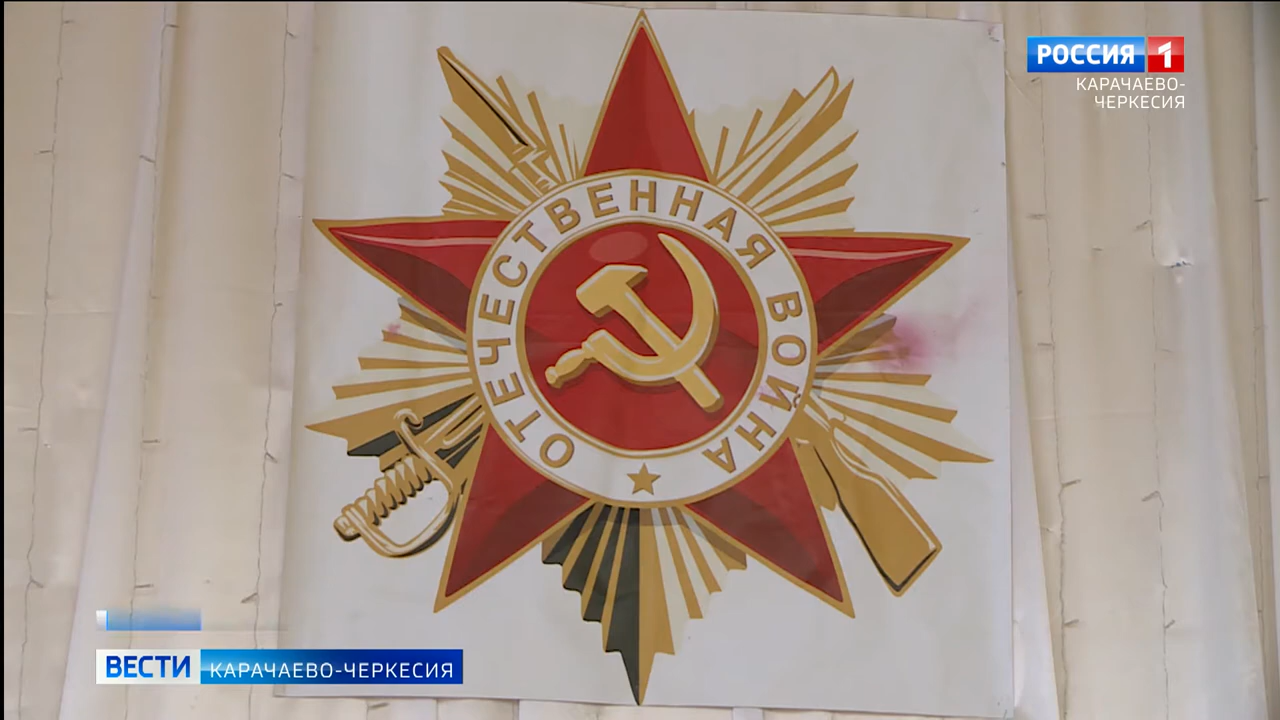 РОССИЯ 1
КАРАЧАЕВО-
ЧЕРКЕСИЯ
ОТЕЧЕСТВЕННАЯ ВОЙНА
ВЕСТИ КАРАЧАЕВО-ЧЕРКЕСИЯ